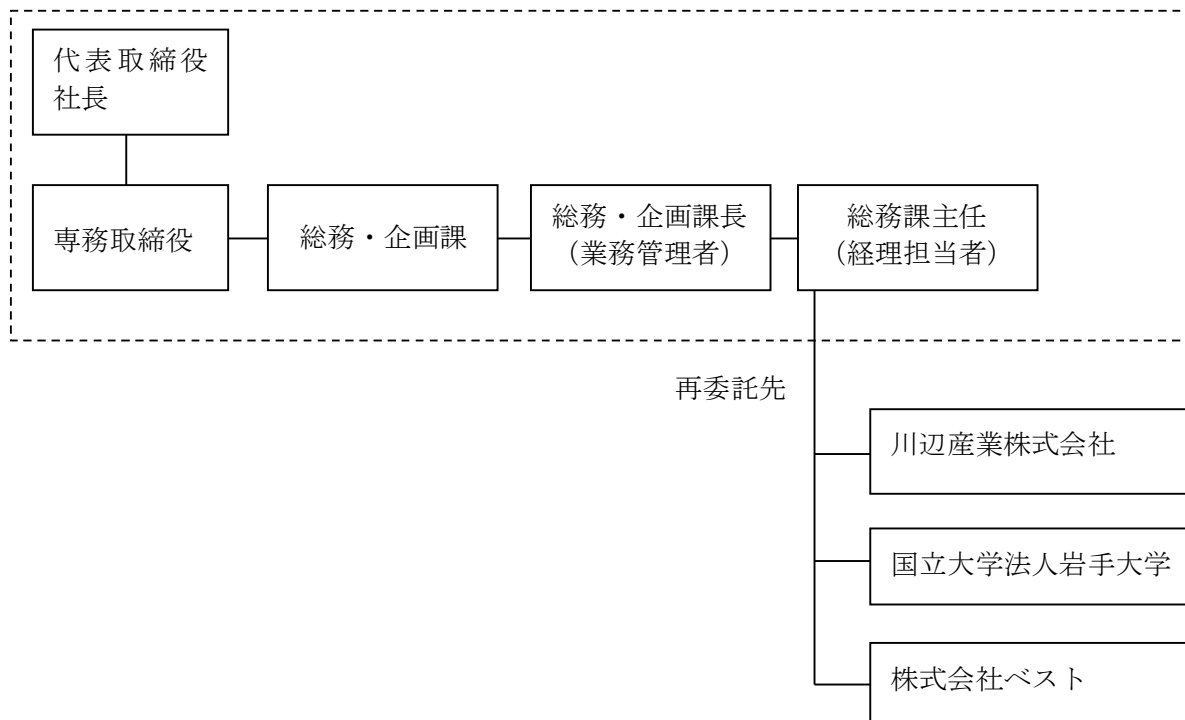 代表取締役
社長
専務取締役
総務・企画課
総務・企画課長
（業務管理者）
総務課主任
（経理担当者）
再委託先
川辺産業株式会社
国立大学法人岩手大学
株式会社ベスト